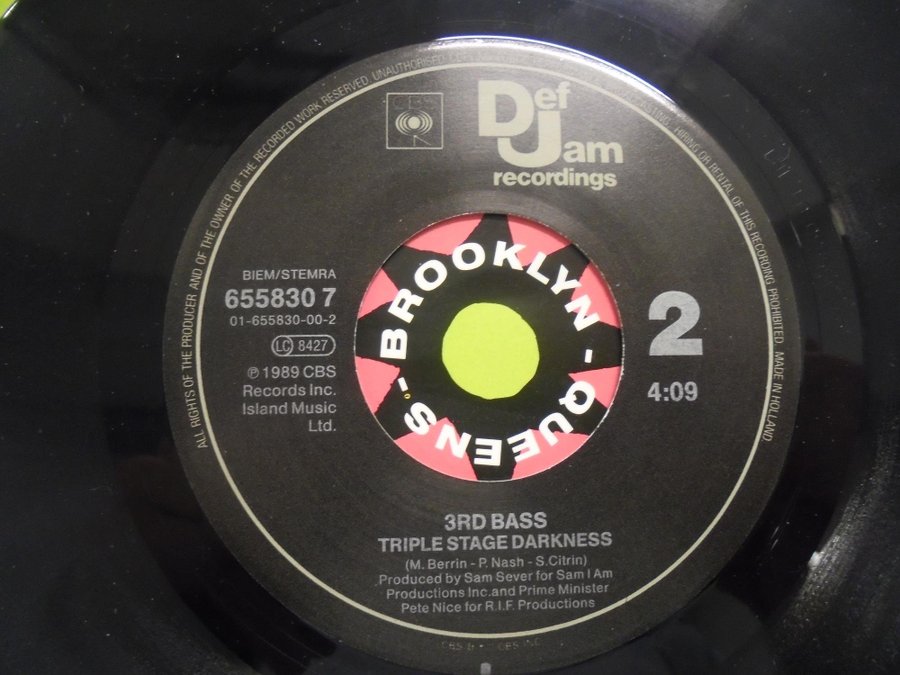 ALL RIGHTS OF THE PRODUCER AND OF THE OWNER OF THE RECORDED WORK RESERVED. UNAUTHORISED
CASTING, HIRING OR RENTAL OF THIS RECORDING PROHIBITED. MADE IN HOLLAND
CBS
Def
Jam
recordings
BIEM/STEMRA
655830 7
01-655830-00-2
LC 8427
℗ 1989 CBS
Records Inc.
Island Music
Ltd.
BROOKLYN - QUEENS -
2
4:09
3RD BASS
TRIPLE STAGE DARKNESS
(M. Berrin - P. Nash - S.Citrin)
Produced by Sam Sever for Sam I Am
Productions Inc.and Prime Minister
Pete Nice for R.I.F. Productions